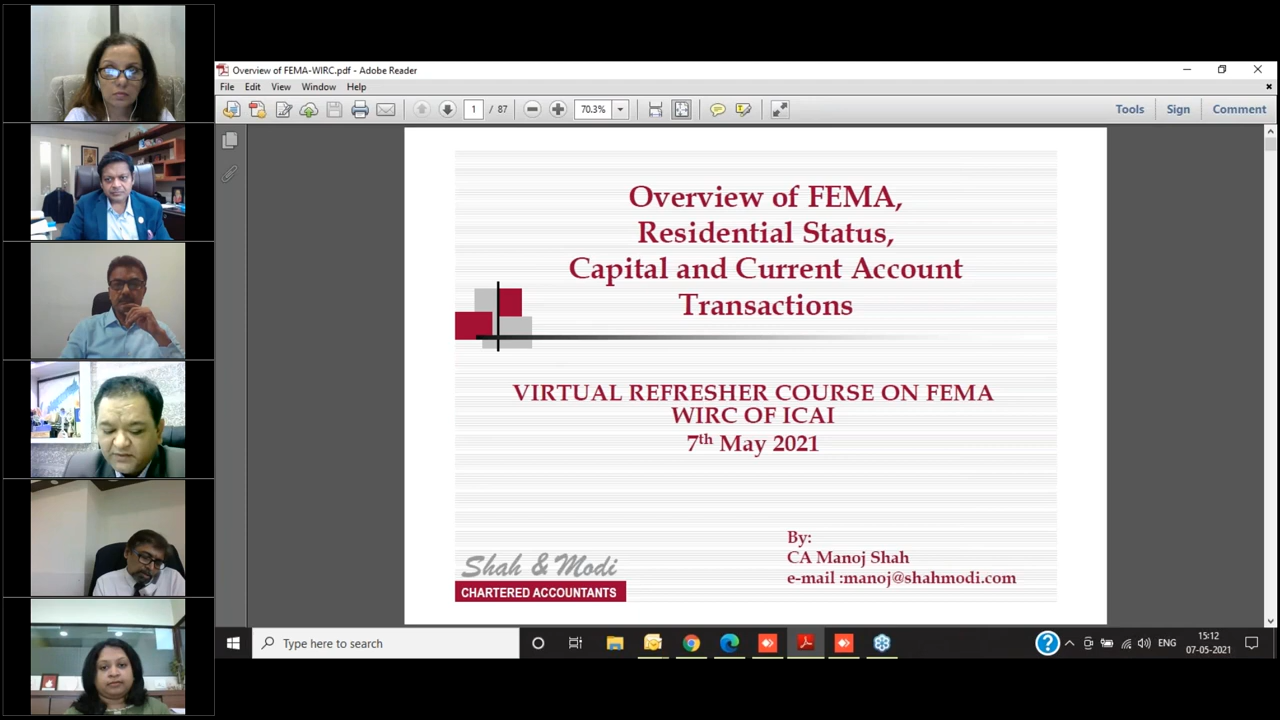 Overview of FEMA-WIRC.pdf - Adobe Reader
File Edit View Window Help
1 / 87 70.3% Tools Sign Comment
Overview of FEMA,
Residential Status,
Capital and Current Account
Transactions
VIRTUAL REFRESHER COURSE ON FEMA
WIRC OF ICAI
7th May 2021
By:
CA Manoj Shah
e-mail :manoj@shahmodi.com
Shah & Modi
CHARTERED ACCOUNTANTS
Type here to search
ENG
15:12
07-05-2021